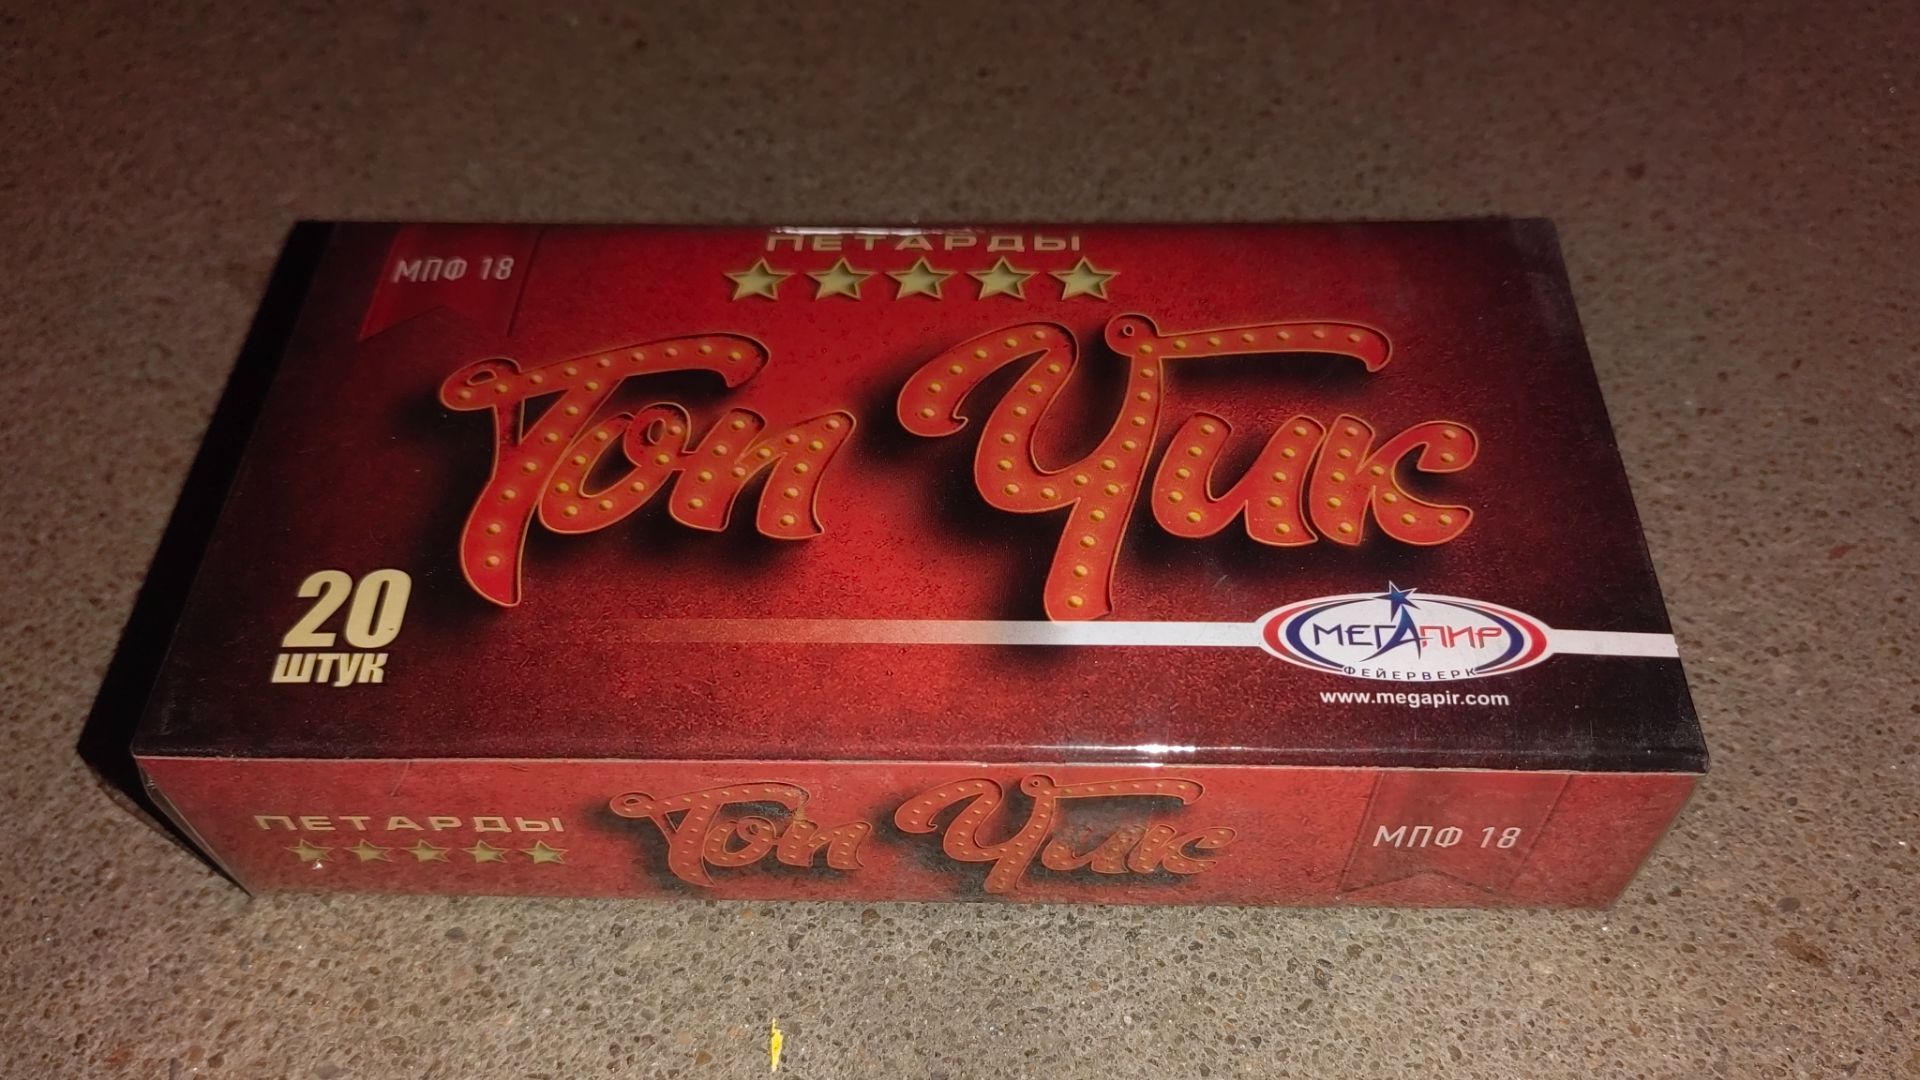 ПЕТАРДЫ
МПФ 18
Топ Чик
20
ШТУК
МЕГАПИР
ФЕЙЕРВЕРК
www.megapir.com
ПЕТАРДЫ
Топ Чик
МПФ 18